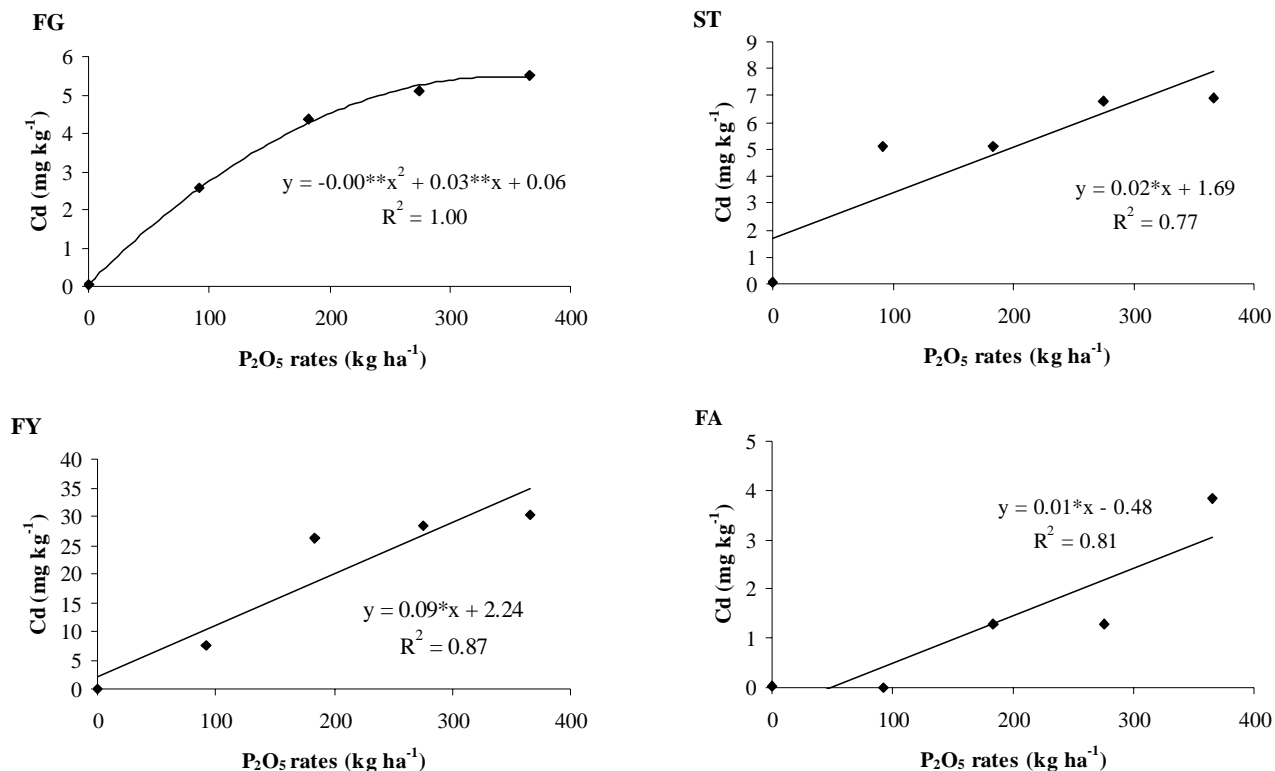 FG
6
5
4
3
2
1
0
Cd (mg kg⁻¹)
y = -0.00**x² + 0.03**x + 0.06
R² = 1.00
0 100 200 300 400
P₂O₅ rates (kg ha⁻¹)
ST
9
8
7
6
5
4
3
2
1
0
Cd (mg kg⁻¹)
y = 0.02*x + 1.69
R² = 0.77
0 100 200 300 400
P₂O₅ rates (kg ha⁻¹)
FY
40
35
30
25
20
15
10
5
0
Cd (mg kg⁻¹)
y = 0.09*x + 2.24
R² = 0.87
0 100 200 300 400
P₂O₅ rates (kg ha⁻¹)
FA
5
4
3
2
1
0
Cd (mg kg⁻¹)
y = 0.01*x - 0.48
R² = 0.81
0 100 200 300 400
P₂O₅ rates (kg ha⁻¹)